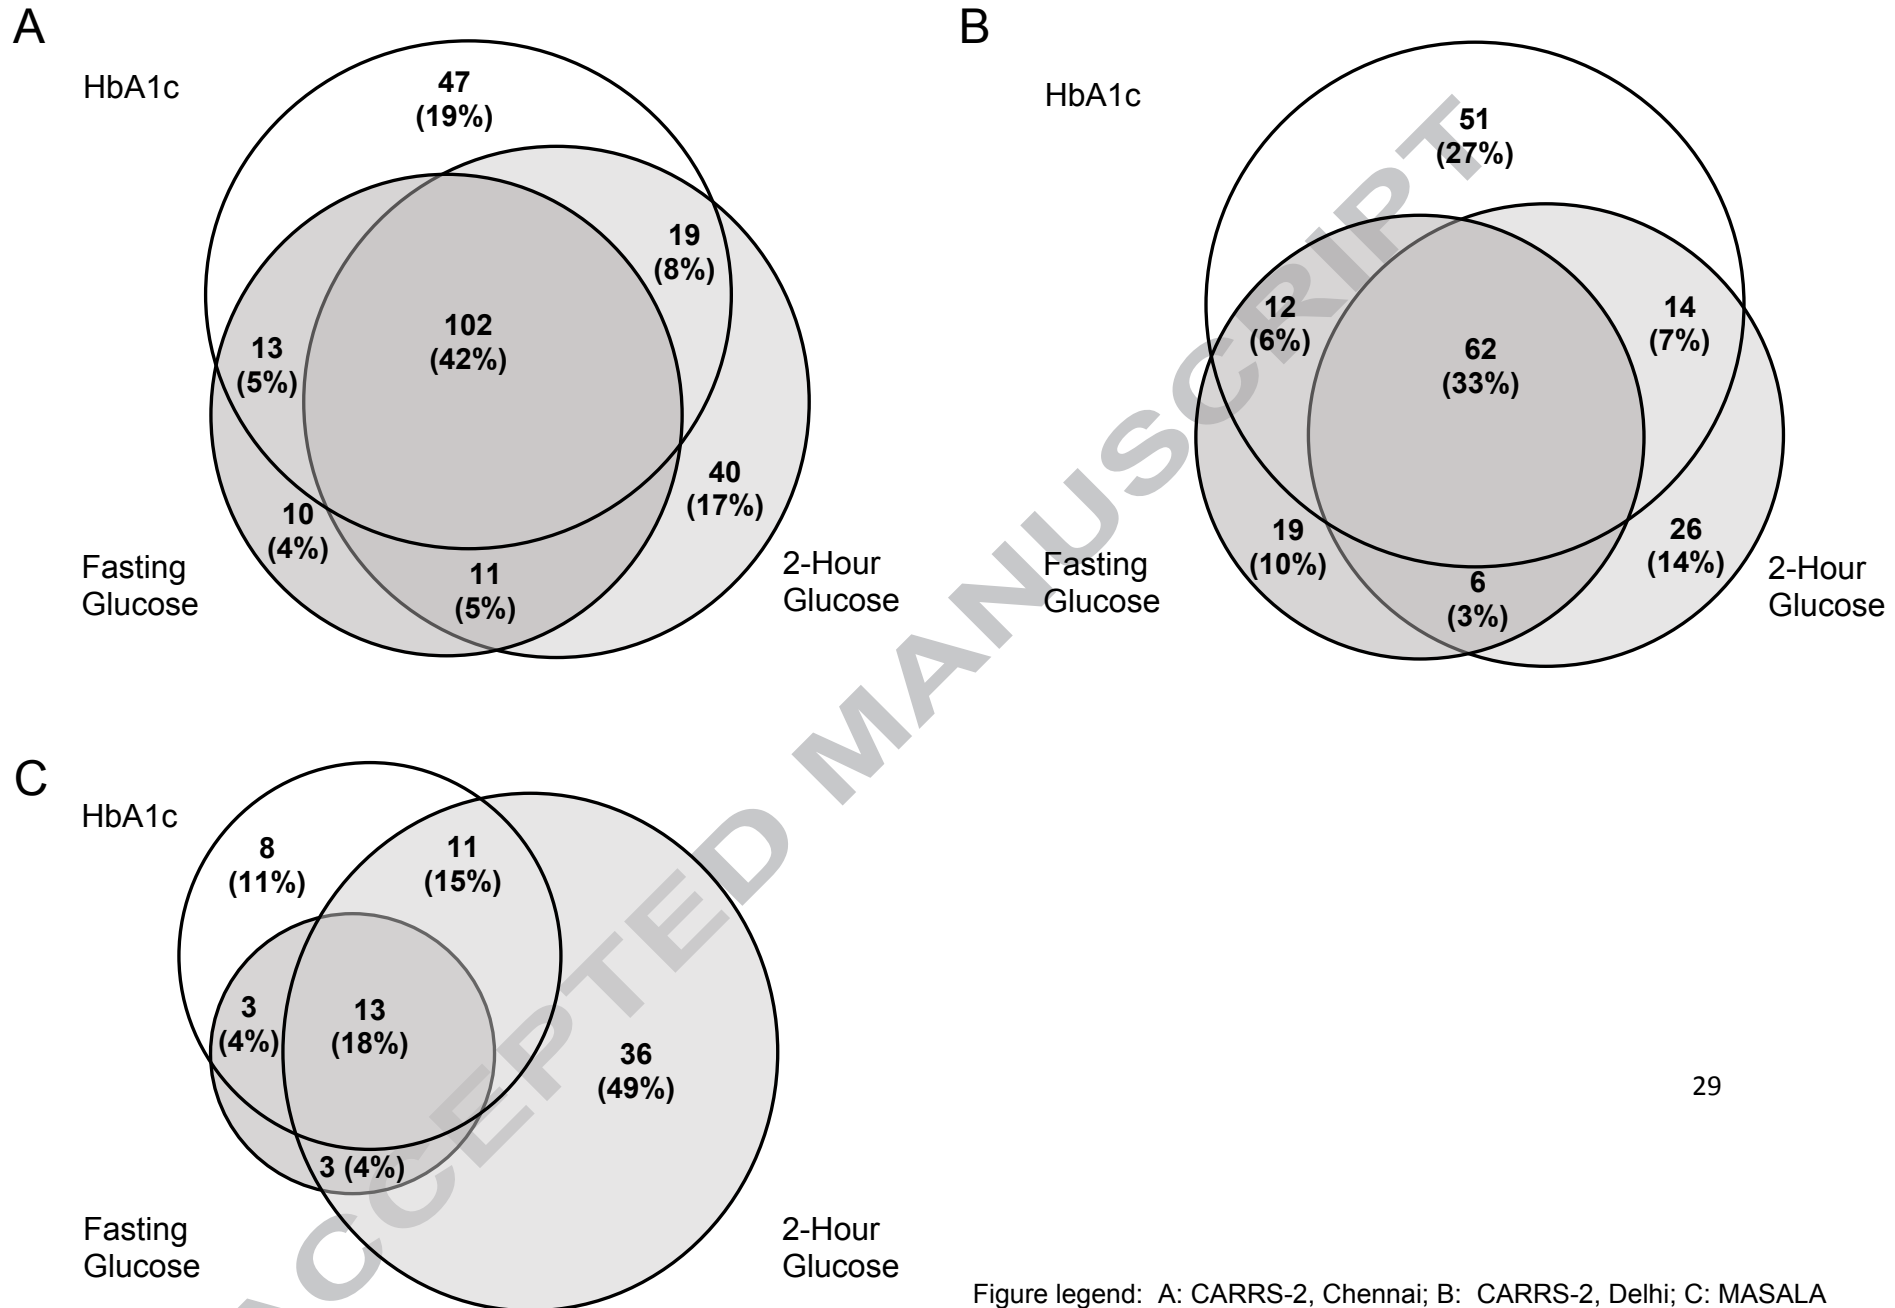 A
HbA1c
47
(19%)
19
(8%)
102
(42%)
13
(5%)
40
(17%)
10
(4%)
11
(5%)
Fasting
Glucose
2-Hour
Glucose
B
HbA1c
51
(27%)
12
(6%)
14
(7%)
62
(33%)
19
(10%)
26
(14%)
6
(3%)
Fasting
Glucose
2-Hour
Glucose
C
HbA1c
8
(11%)
11
(15%)
3
(4%)
13
(18%)
36
(49%)
3 (4%)
Fasting
Glucose
2-Hour
Glucose
29
Figure legend: A: CARRS-2, Chennai; B: CARRS-2, Delhi; C: MASALA
ACCEPTED MANUSCRIPT